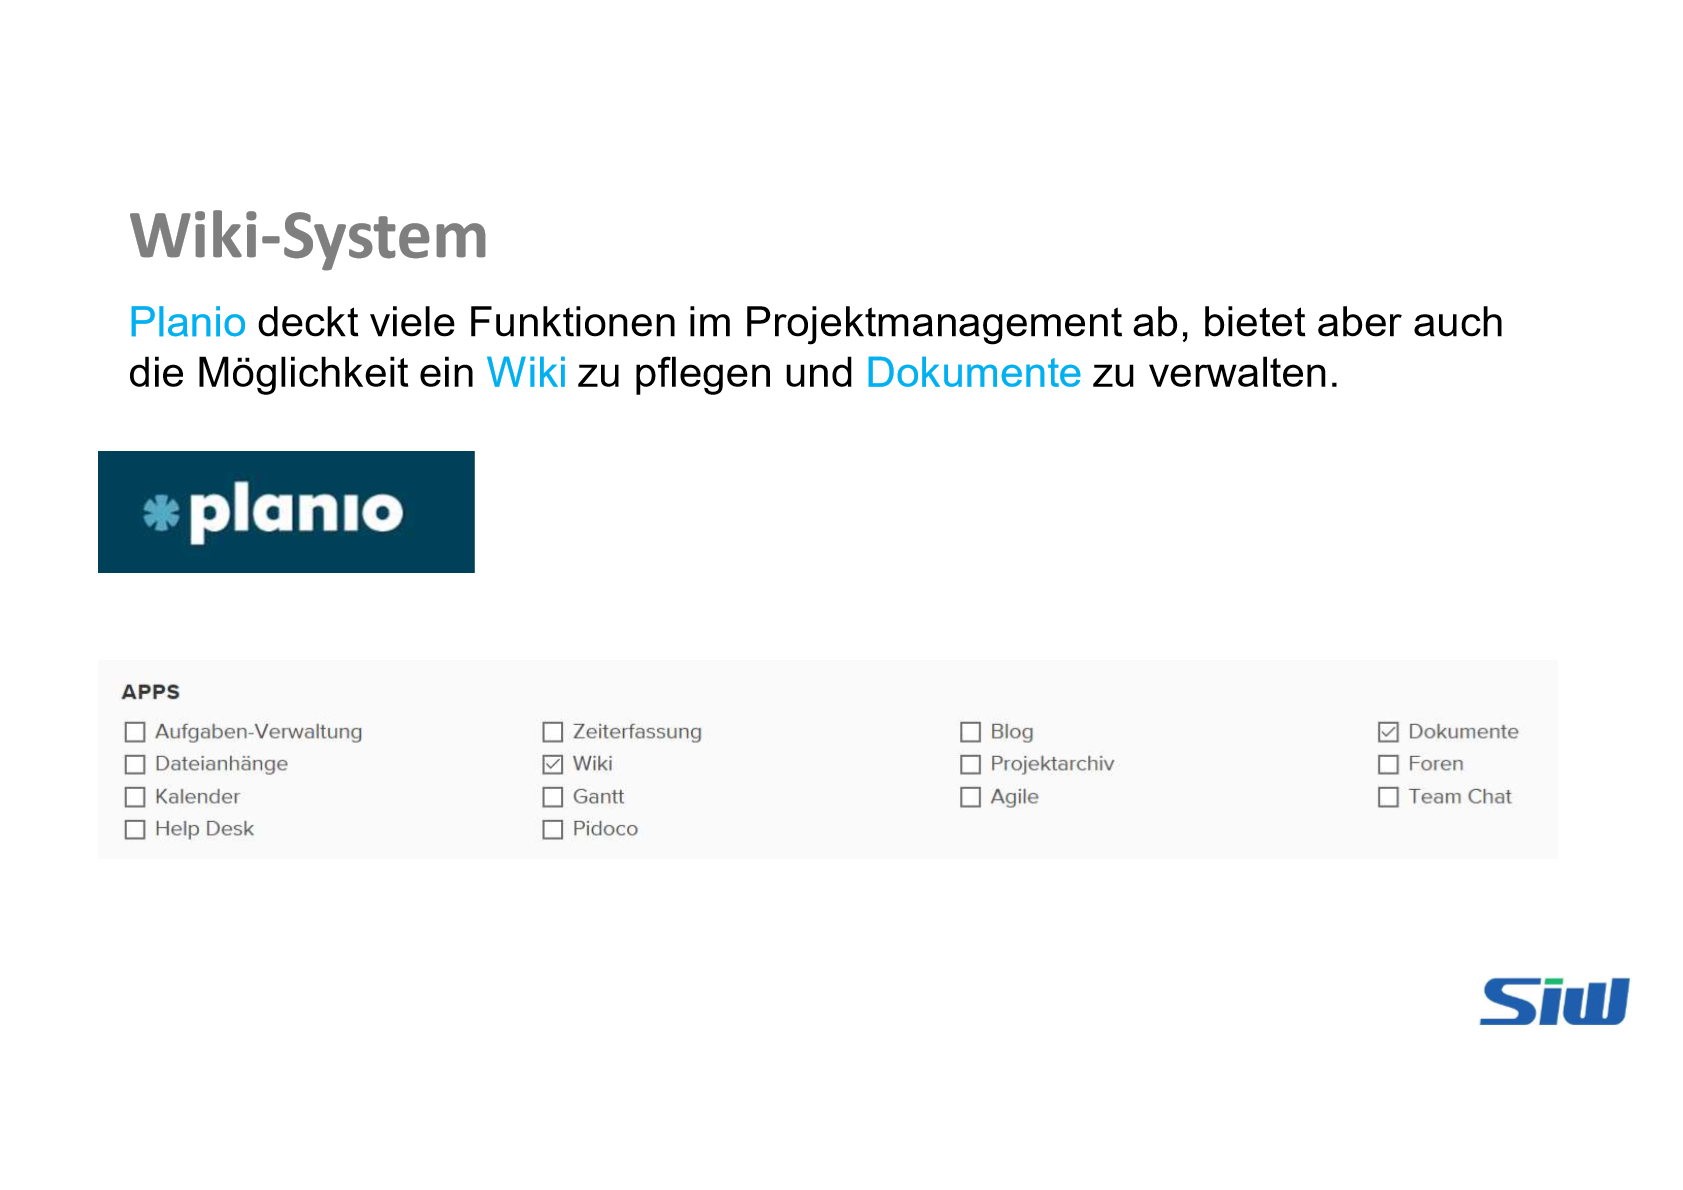 Wiki-System
Planio deckt viele Funktionen im Projektmanagement ab, bietet aber auch
die Möglichkeit ein Wiki zu pflegen und Dokumente zu verwalten.
planio
APPS
Aufgaben-Verwaltung Zeiterfassung Blog Dokumente
Dateianhänge Wiki Projektarchiv Foren
Kalender Gantt Agile Team Chat
Help Desk Pidoco
Siw